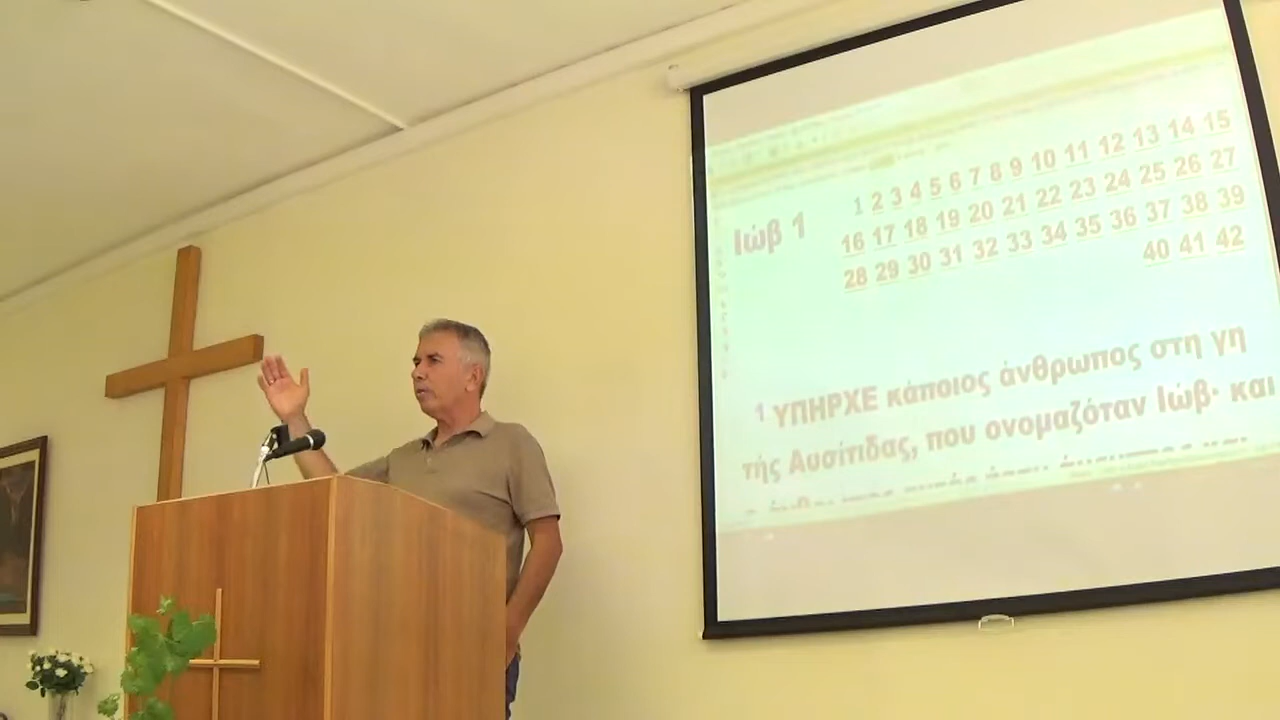 Ιώβ 1
1 2 3 4 5 6 7 8 9 10 11 12 13 14 15
16 17 18 19 20 21 22 23 24 25 26 27
28 29 30 31 32 33 34 35 36 37 38 39
40 41 42
1 ΥΠΗΡΧΕ κάποιος άνθρωπος στη γη
τής Αυσίτιδας, που ονομαζόταν Ιώβ· και